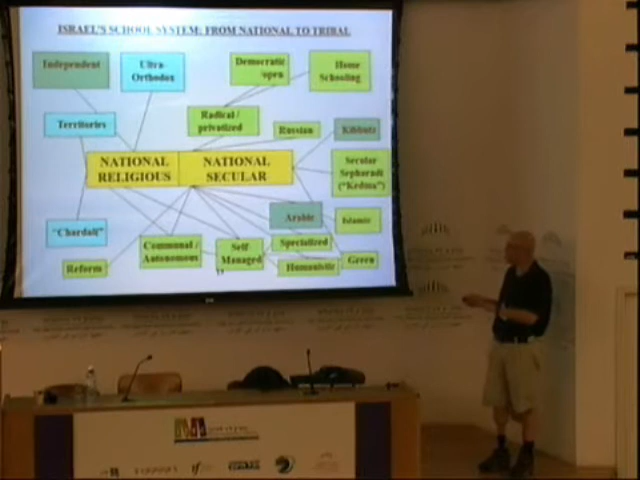 ISRAEL'S SCHOOL SYSTEM: FROM NATIONAL TO TRIBAL
Independent
Ultra-
Orthodox
Democratic
/open
Home
Schooling
Territories
Radical /
privatized
Russian
Kibbutz
NATIONAL
RELIGIOUS
NATIONAL
SECULAR
Secular
Sepharadi
("Kedma")
"Chardali"
Arabic
Islamic
Communal /
Autonomous
Self
Managed
Specialized
Reform
Humanistic
Green